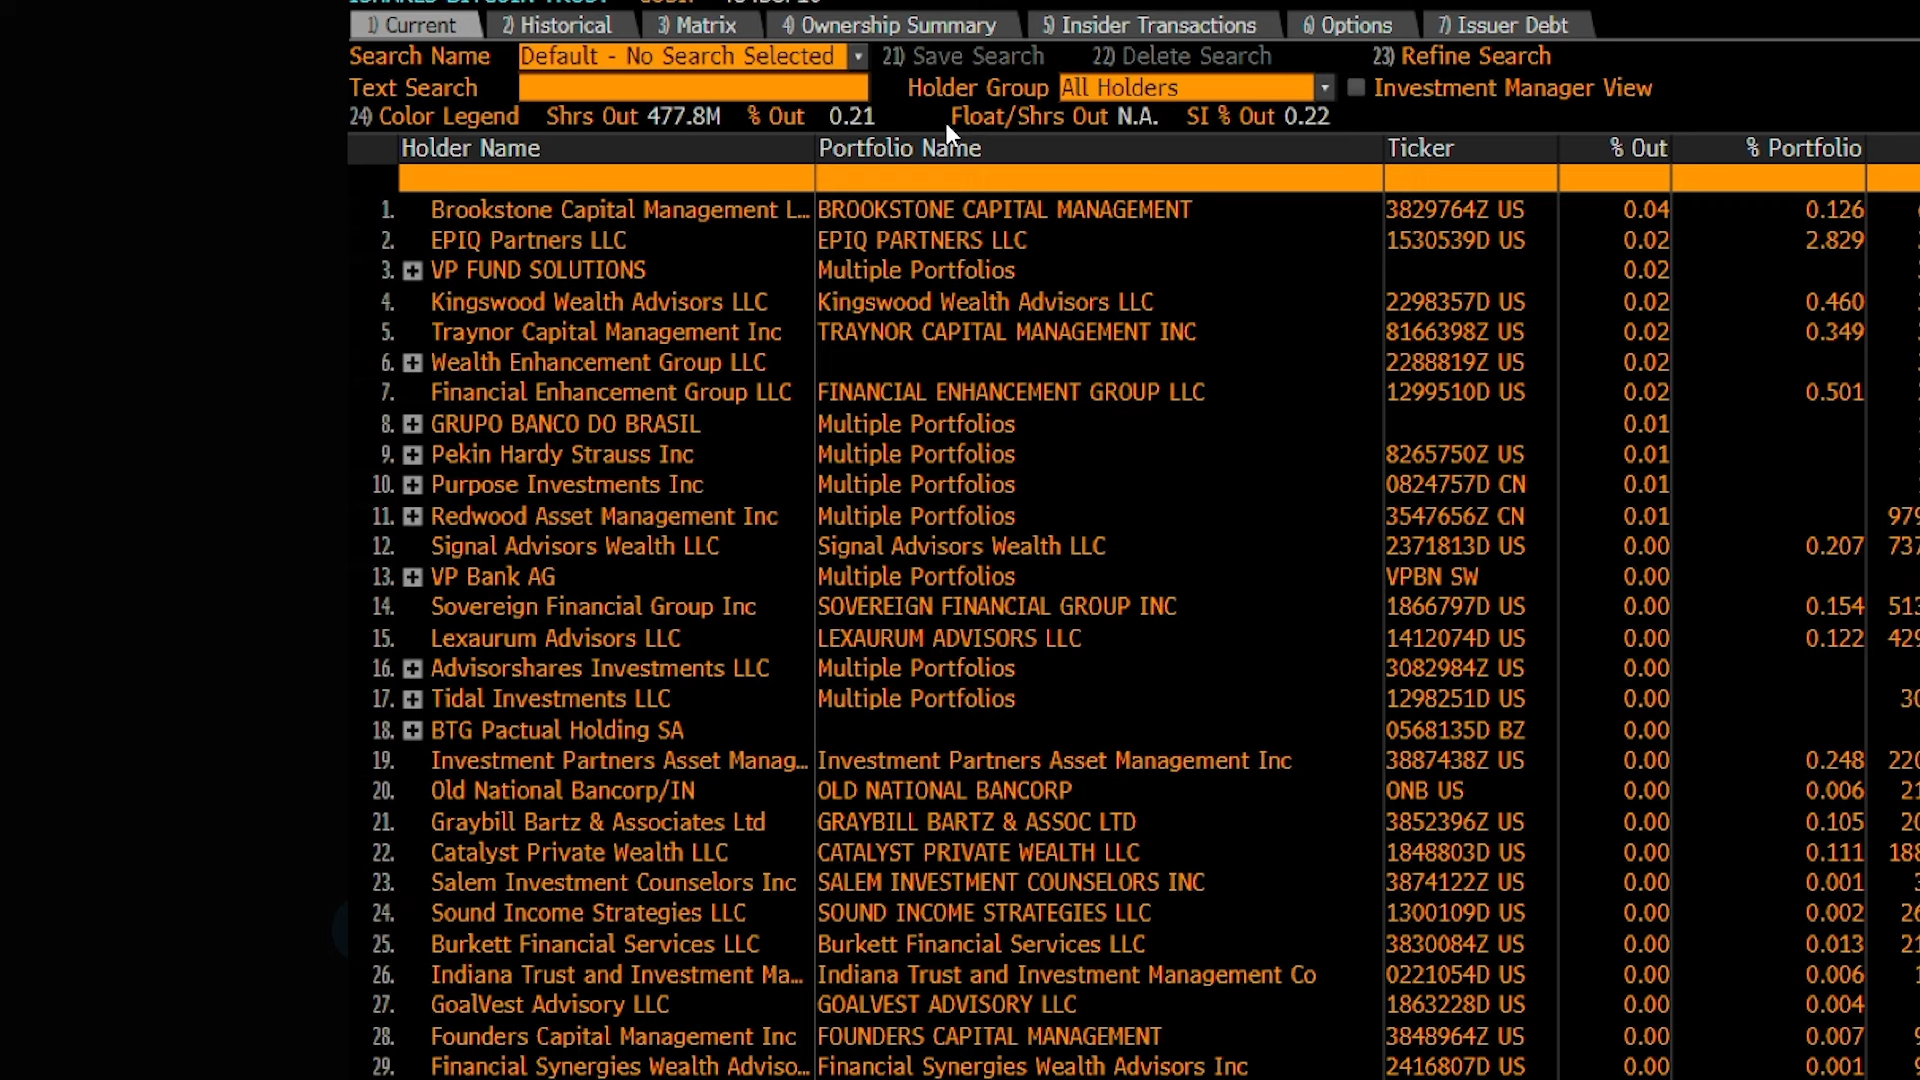 1) Current 2) Historical 3) Matrix 4) Ownership Summary 5) Insider Transactions 6) Options 7) Issuer Debt
Search Name Default - No Search Selected 21) Save Search 22) Delete Search 23) Refine Search
Text Search Holder Group All Holders Investment Manager View
24) Color Legend Shrs Out 477.8M % Out 0.21 Float/Shrs Out N.A. SI % Out 0.22
Holder Name Portfolio Name Ticker % Out % Portfolio
1. Brookstone Capital Management L… BROOKSTONE CAPITAL MANAGEMENT 3829764Z US 0.04 0.126
2. EPIQ Partners LLC EPIQ PARTNERS LLC 1530539D US 0.02 2.829
3. VP FUND SOLUTIONS Multiple Portfolios 0.02
4. Kingswood Wealth Advisors LLC Kingswood Wealth Advisors LLC 2298357D US 0.02 0.460
5. Traynor Capital Management Inc TRAYNOR CAPITAL MANAGEMENT INC 8166398Z US 0.02 0.349
6. Wealth Enhancement Group LLC 2288819Z US 0.02
7. Financial Enhancement Group LLC FINANCIAL ENHANCEMENT GROUP LLC 1299510D US 0.02 0.501
8. GRUPO BANCO DO BRASIL Multiple Portfolios 0.01
9. Pekin Hardy Strauss Inc Multiple Portfolios 8265750Z US 0.01
10. Purpose Investments Inc Multiple Portfolios 0824757D CN 0.01
11. Redwood Asset Management Inc Multiple Portfolios 3547656Z CN 0.01 979
12. Signal Advisors Wealth LLC Signal Advisors Wealth LLC 2371813D US 0.00 0.207 737
13. VP Bank AG Multiple Portfolios VPBN SW 0.00
14. Sovereign Financial Group Inc SOVEREIGN FINANCIAL GROUP INC 1866797D US 0.00 0.154 513
15. Lexaurum Advisors LLC LEXAURUM ADVISORS LLC 1412074D US 0.00 0.122 429
16. Advisorshares Investments LLC Multiple Portfolios 3082984Z US 0.00
17. Tidal Investments LLC Multiple Portfolios 1298251D US 0.00 30
18. BTG Pactual Holding SA 0568135D BZ 0.00
19. Investment Partners Asset Manag… Investment Partners Asset Management Inc 3887438Z US 0.00 0.248 220
20. Old National Bancorp/IN OLD NATIONAL BANCORP ONB US 0.00 0.006 21
21. Graybill Bartz & Associates Ltd GRAYBILL BARTZ & ASSOC LTD 3852396Z US 0.00 0.105 20
22. Catalyst Private Wealth LLC CATALYST PRIVATE WEALTH LLC 1848803D US 0.00 0.111 188
23. Salem Investment Counselors Inc SALEM INVESTMENT COUNSELORS INC 3874122Z US 0.00 0.001
24. Sound Income Strategies LLC SOUND INCOME STRATEGIES LLC 1300109D US 0.00 0.002 26
25. Burkett Financial Services LLC Burkett Financial Services LLC 3830084Z US 0.00 0.013 21
26. Indiana Trust and Investment Ma… Indiana Trust and Investment Management Co 0221054D US 0.00 0.006
27. GoalVest Advisory LLC GOALVEST ADVISORY LLC 1863228D US 0.00 0.004
28. Founders Capital Management Inc FOUNDERS CAPITAL MANAGEMENT 3848964Z US 0.00 0.007
29. Financial Synergies Wealth Adviso… Financial Synergies Wealth Advisors Inc 2416807D US 0.00 0.001